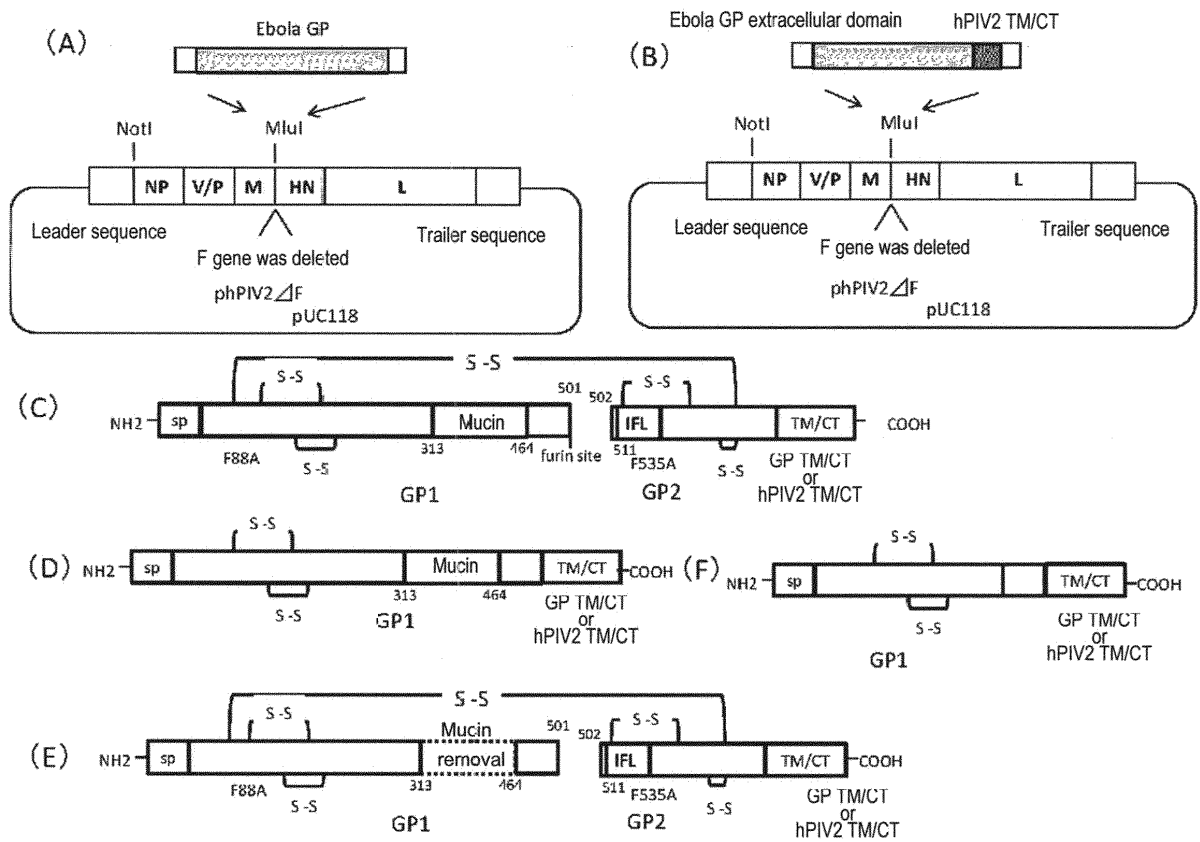 (A)
Ebola GP
NotI
MluI
NP V/P M HN L
Leader sequence
Trailer sequence
F gene was deleted
phPIV2⊿F
pUC118
(B)
Ebola GP extracellular domain
hPIV2 TM/CT
NotI
MluI
NP V/P M HN L
Leader sequence
Trailer sequence
F gene was deleted
phPIV2⊿F
pUC118
(C)
S-S
S-S
501
502
S-S
NH2
sp
Mucin
IFL
TM/CT
COOH
F88A
S-S
313
464
furin site
511
F535A
S-S
GP TM/CT
or
hPIV2 TM/CT
GP1
GP2
(D)
S-S
NH2
sp
Mucin
TM/CT
COOH
S-S
313
464
GP TM/CT
or
hPIV2 TM/CT
GP1
(F)
S-S
NH2
sp
TM/CT
COOH
S-S
GP TM/CT
or
hPIV2 TM/CT
GP1
(E)
S-S
S-S
501
502
S-S
NH2
sp
Mucin
removal
IFL
TM/CT
COOH
F88A
S-S
313
464
511
F535A
S-S
GP TM/CT
or
hPIV2 TM/CT
GP1
GP2